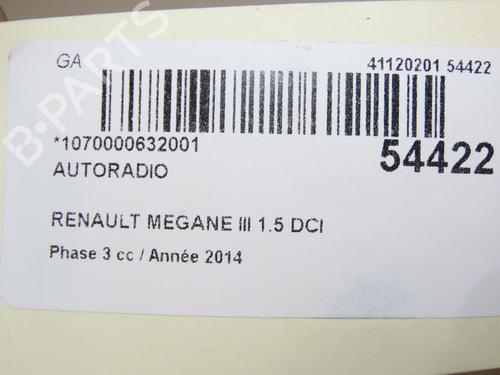 GA
41120201 54422
*1070000632001
54422
AUTORADIO
RENAULT MEGANE III 1.5 DCI
Phase 3 cc / Année 2014
B-PARTS